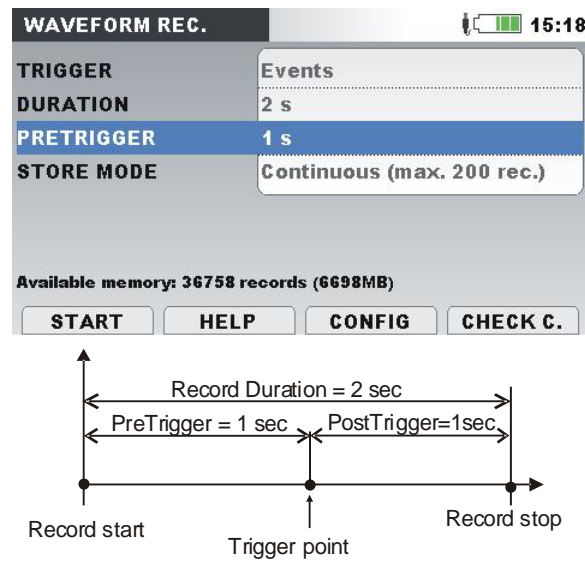 WAVEFORM REC. 15:18
TRIGGER Events
DURATION 2 s
PRETRIGGER 1 s
STORE MODE Continuous (max. 200 rec.)
Available memory: 36758 records (6698MB)
START HELP CONFIG CHECK C.
Record Duration = 2 sec
PreTrigger = 1 sec PostTrigger=1sec
Record start Trigger point Record stop